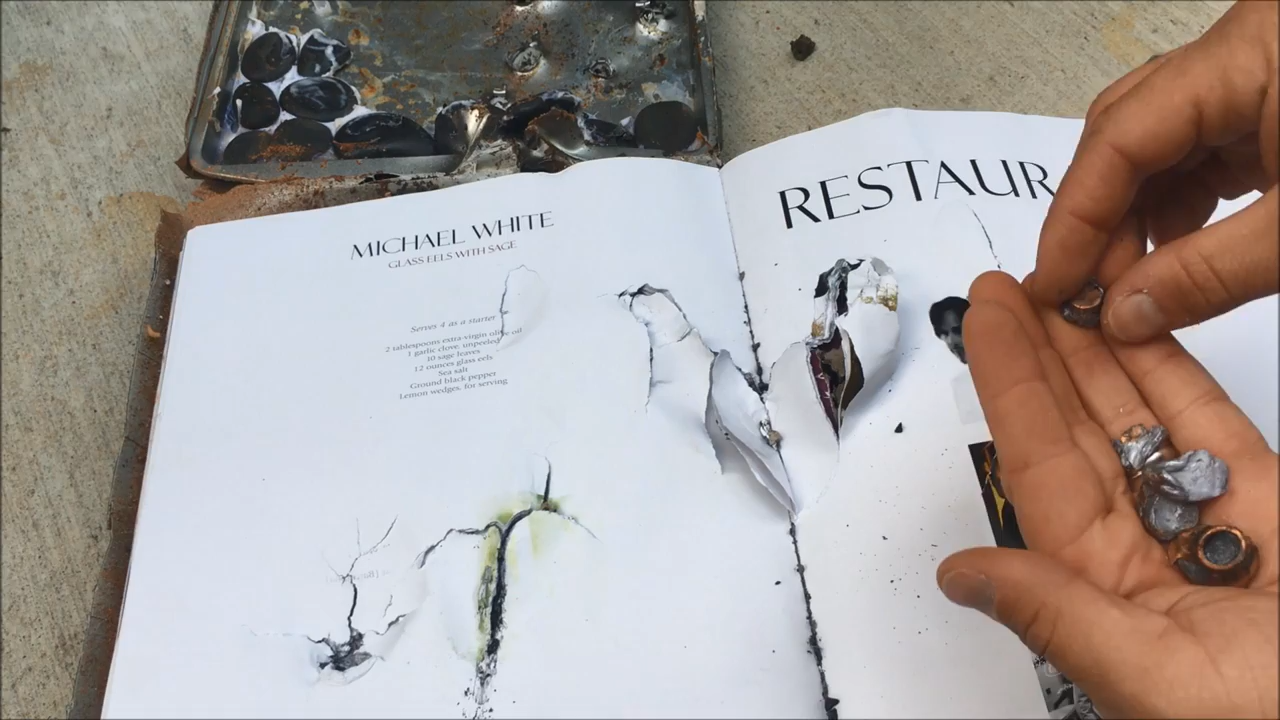 MICHAEL WHITE
GLASS EELS WITH SAGE
Serves 4 as a starter
2 tablespoons extra-virgin olive oil
1 garlic clove, unpeeled
10 sage leaves
12 ounces glass eels
Sea salt
Ground black pepper
Lemon wedges, for serving
RESTAUR